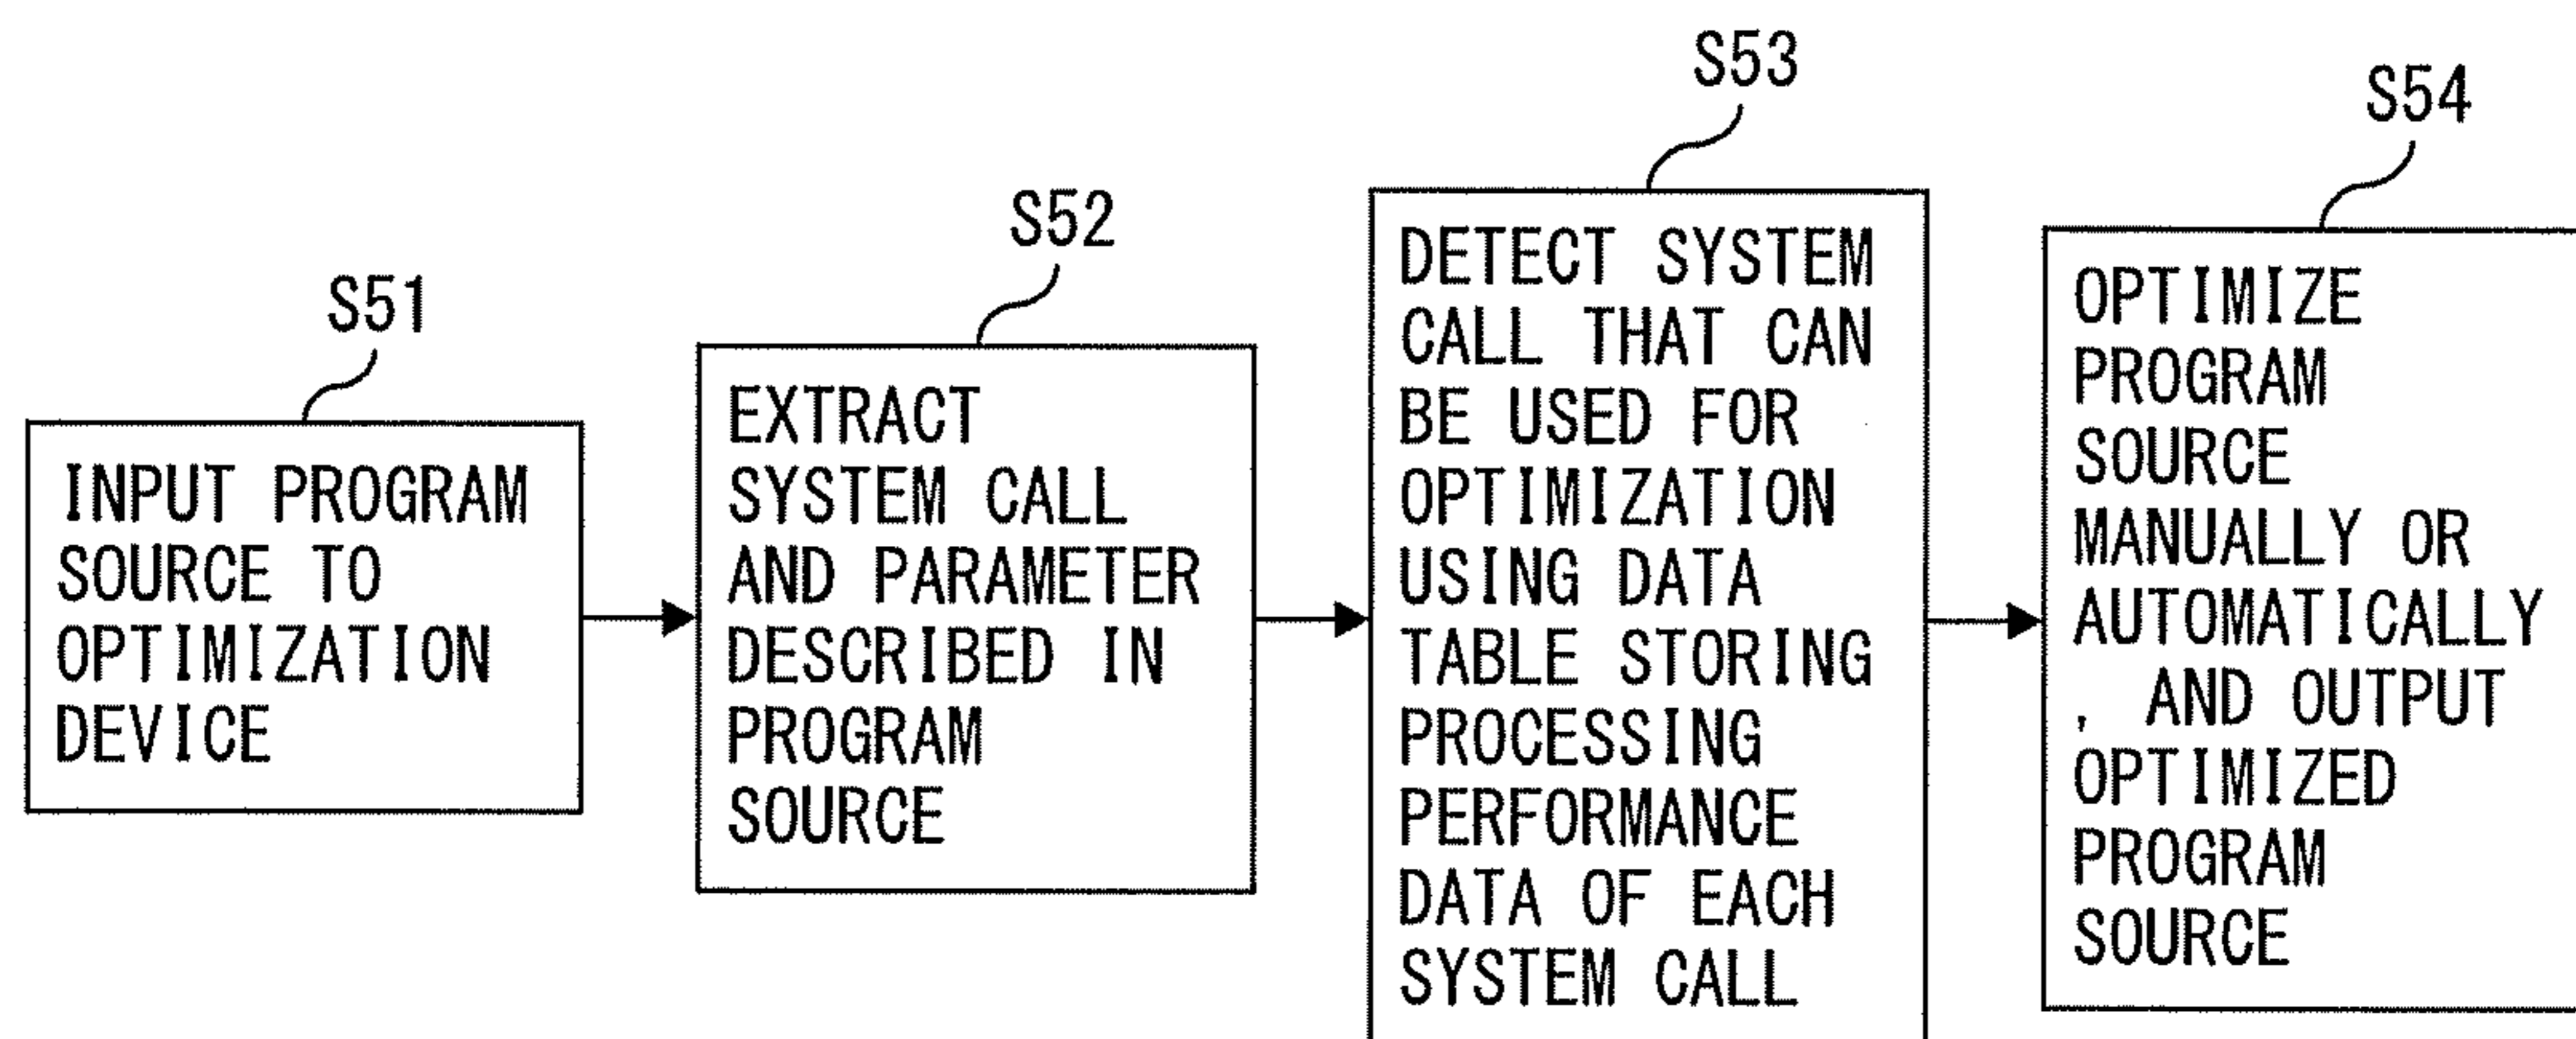 S51
INPUT PROGRAM
SOURCE TO
OPTIMIZATION
DEVICE
S52
EXTRACT
SYSTEM CALL
AND PARAMETER
DESCRIBED IN
PROGRAM
SOURCE
S53
DETECT SYSTEM
CALL THAT CAN
BE USED FOR
OPTIMIZATION
USING DATA
TABLE STORING
PROCESSING
PERFORMANCE
DATA OF EACH
SYSTEM CALL
S54
OPTIMIZE
PROGRAM
SOURCE
MANUALLY OR
AUTOMATICALLY
, AND OUTPUT
OPTIMIZED
PROGRAM
SOURCE